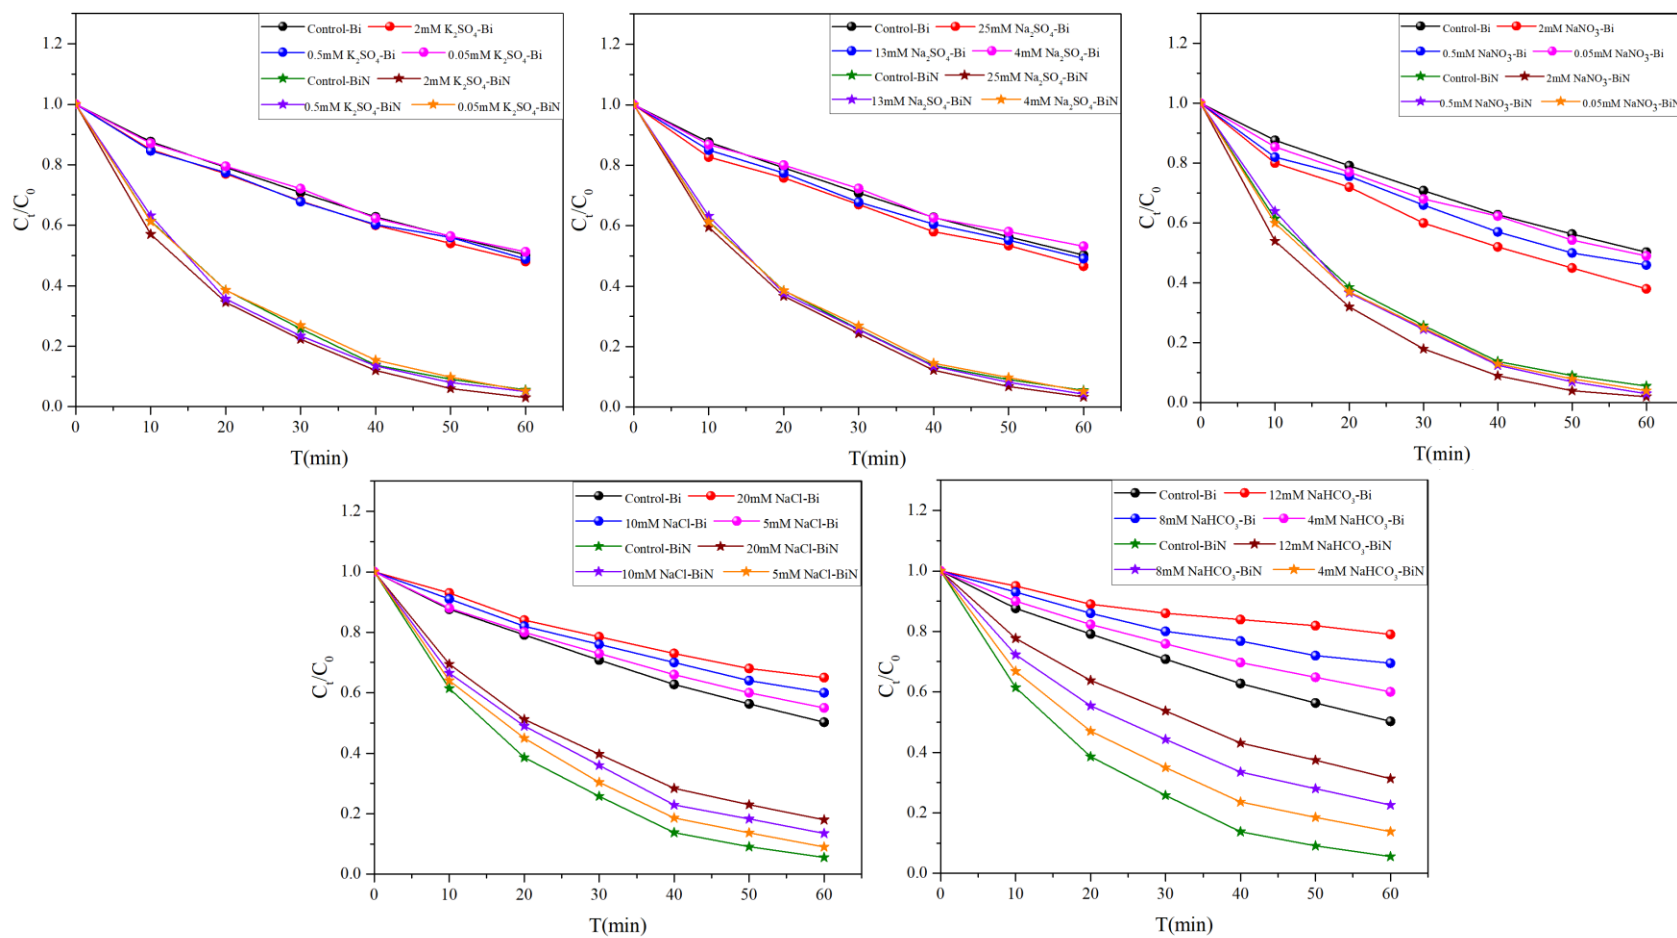 Control-Bi 2mM K₂SO₄-Bi
0.5mM K₂SO₄-Bi 0.05mM K₂SO₄-Bi
Control-BiN 2mM K₂SO₄-BiN
0.5mM K₂SO₄-BiN 0.05mM K₂SO₄-BiN
1.2
1.0
0.8
0.6
0.4
0.2
0.0
Cₜ/C₀
0 10 20 30 40 50 60
T(min)
Control-Bi 25mM Na₂SO₄-Bi
13mM Na₂SO₄-Bi 4mM Na₂SO₄-Bi
Control-BiN 25mM Na₂SO₄-BiN
13mM Na₂SO₄-BiN 4mM Na₂SO₄-BiN
1.2
1.0
0.8
0.6
0.4
0.2
0.0
Cₜ/C₀
0 10 20 30 40 50 60
T(min)
Control-Bi 2mM NaNO₃-Bi
0.5mM NaNO₃-Bi 0.05mM NaNO₃-Bi
Control-BiN 2mM NaNO₃-BiN
0.5mM NaNO₃-BiN 0.05mM NaNO₃-BiN
1.2
1.0
0.8
0.6
0.4
0.2
0.0
Cₜ/C₀
0 10 20 30 40 50 60
T(min)
Control-Bi 20mM NaCl-Bi
10mM NaCl-Bi 5mM NaCl-Bi
Control-BiN 20mM NaCl-BiN
10mM NaCl-BiN 5mM NaCl-BiN
1.2
1.0
0.8
0.6
0.4
0.2
0.0
Cₜ/C₀
0 10 20 30 40 50 60
T(min)
Control-Bi 12mM NaHCO₃-Bi
8mM NaHCO₃-Bi 4mM NaHCO₃-Bi
Control-BiN 12mM NaHCO₃-BiN
8mM NaHCO₃-BiN 4mM NaHCO₃-BiN
1.2
1.0
0.8
0.6
0.4
0.2
0.0
Cₜ/C₀
0 10 20 30 40 50 60
T(min)